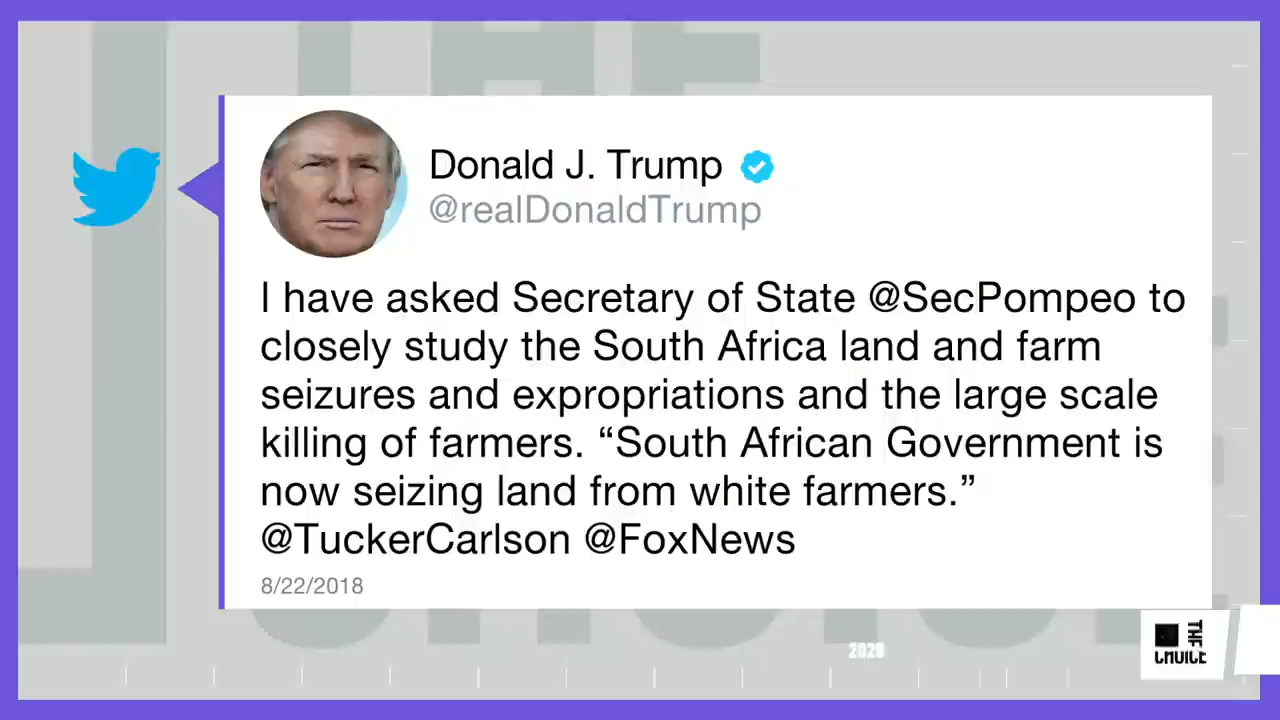 Donald J. Trump
@realDonaldTrump
I have asked Secretary of State @SecPompeo to
closely study the South Africa land and farm
seizures and expropriations and the large scale
killing of farmers. “South African Government is
now seizing land from white farmers.”
@TuckerCarlson @FoxNews
8/22/2018
2020
THE
CHOICE